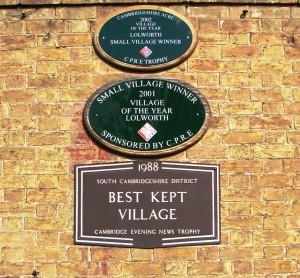 CAMBRIDGESHIRE ACRE
2002
VILLAGE
OF THE YEAR
LOLWORTH
SMALL VILLAGE WINNER
C P R E TROPHY
SMALL VILLAGE WINNER
2001
VILLAGE
OF THE YEAR
LOLWORTH
SPONSORED BY C.P.R.E.
1988
SOUTH CAMBRIDGESHIRE DISTRICT
BEST KEPT
VILLAGE
CAMBRIDGE EVENING NEWS TROPHY